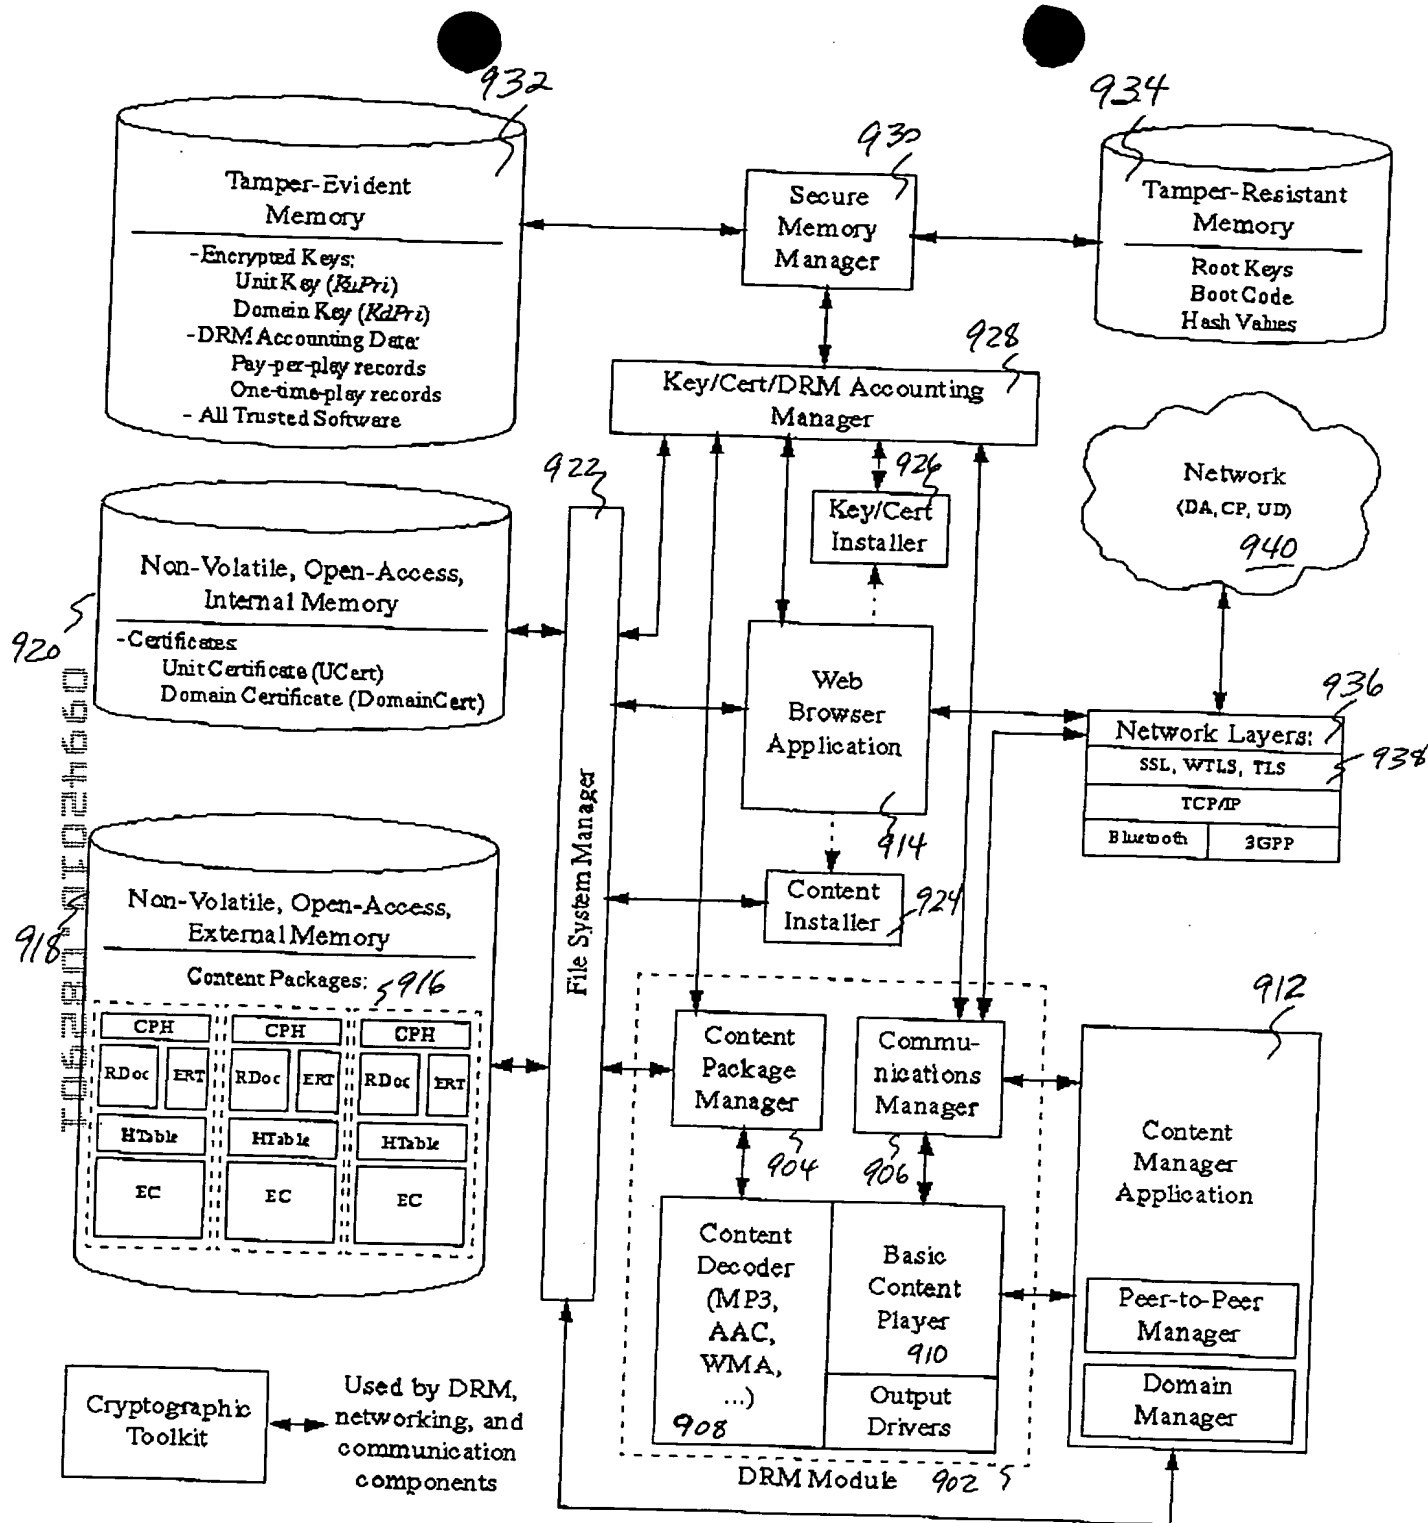 932
934
930
Tamper-Evident
Memory
-Encrypted Keys:
Unit Key (KuPri)
Domain Key (KdPri)
-DRM Accounting Data:
Pay-per-play records
One-time-play records
- All Trusted Software
Secure
Memory
Manager
Tamper-Resistant
Memory
Root Keys
Boot Code
Hash Values
928
Key/Cert/DRM Accounting
Manager
922
926
Key/Cert
Installer
Network
(DA, CP, UD)
940
Non-Volatile, Open-Access,
Internal Memory
-Certificates:
Unit Certificate (UCert)
Domain Certificate (DomainCert)
920
File System Manager
Web
Browser
Application
914
936
Network Layers:
SSL, WTLS, TLS
938
TCP/IP
Bluetooth
3GPP
Content
Installer
924
Non-Volatile, Open-Access,
External Memory
918
Content Packages:
916
CPH
RDoc
ERT
HTable
EC
CPH
RDoc
ERT
HTable
EC
CPH
RDoc
ERT
HTable
EC
Content
Package
Manager
904
Commu-
nications
Manager
906
912
Content
Manager
Application
Peer-to-Peer
Manager
Domain
Manager
Content
Decoder
(MP3,
AAC,
WMA,
...)
908
Basic
Content
Player
910
Output
Drivers
DRM Module
902
Cryptographic
Toolkit
Used by DRM,
networking, and
communication
components